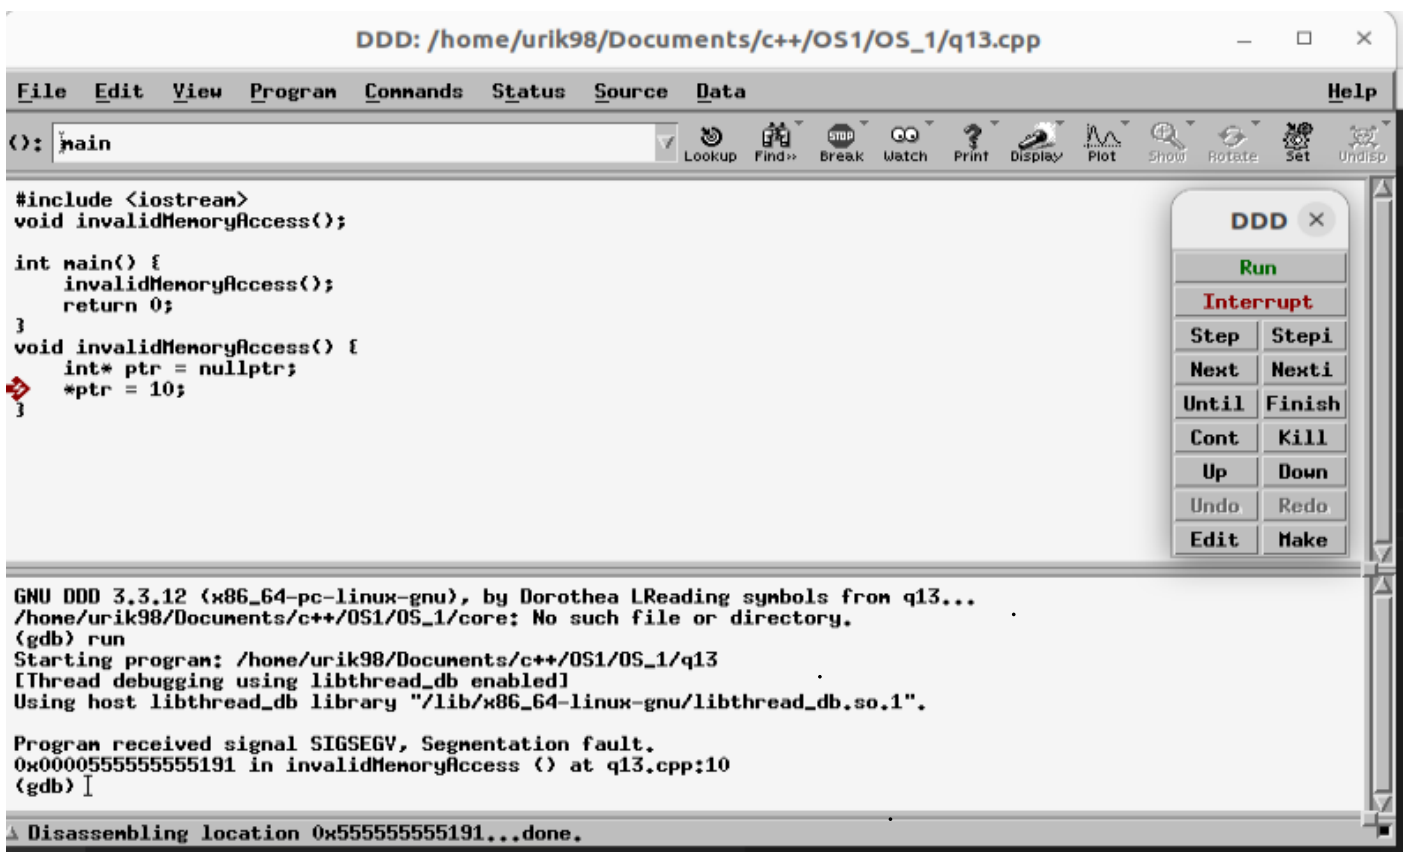 DDD: /home/urik98/Documents/c++/OS1/OS_1/q13.cpp
File Edit View Program Commands Status Source Data Help
(): main
Lookup Find» Break Watch Print Display Plot Show Rotate Set Undisp
STOP
#include <iostream>
void invalidMemoryAccess();
int main() {
    invalidMemoryAccess();
    return 0;
}
void invalidMemoryAccess() {
    int* ptr = nullptr;
    *ptr = 10;
}
DDD
Run
Interrupt
Step Stepi
Next Nexti
Until Finish
Cont Kill
Up Down
Undo Redo
Edit Make
GNU DDD 3.3.12 (x86_64-pc-linux-gnu), by Dorothea LReading symbols from q13...
/home/urik98/Documents/c++/OS1/OS_1/core: No such file or directory.
(gdb) run
Starting program: /home/urik98/Documents/c++/OS1/OS_1/q13
[Thread debugging using libthread_db enabled]
Using host libthread_db library "/lib/x86_64-linux-gnu/libthread_db.so.1".
Program received signal SIGSEGV, Segmentation fault.
0x0000555555555191 in invalidMemoryAccess () at q13.cpp:10
(gdb)
Disassembling location 0x555555555191...done.